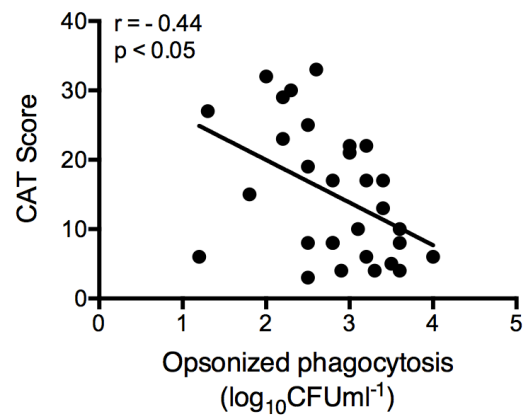 r = - 0.44
p < 0.05
40
30
20
10
0
CAT Score
0 1 2 3 4 5
Opsonized phagocytosis
(log₁₀CFUml⁻¹)